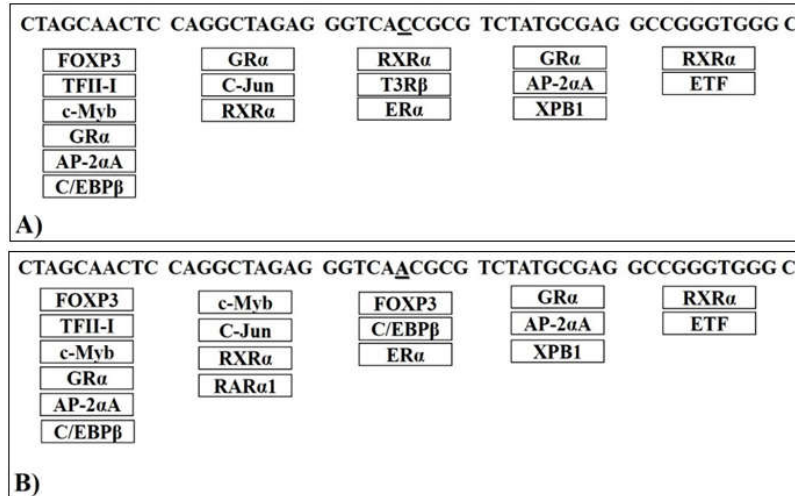 CTAGCAACTC CAGGCTAGAG GGTCACCGCG TCTATGCGAG GCCGGGTGGG C
FOXP3 GRα RXRα GRα RXRα
TFII-I C-Jun T3Rβ AP-2αA ETF
c-Myb RXRα ERα XPB1
GRα
AP-2αA
C/EBPβ
A)
CTAGCAACTC CAGGCTAGAG GGTCAACGCG TCTATGCGAG GCCGGGTGGG C
FOXP3 c-Myb FOXP3 GRα RXRα
TFII-I C-Jun C/EBPβ AP-2αA ETF
c-Myb RXRα ERα XPB1
GRα RARα1
AP-2αA
C/EBPβ
B)